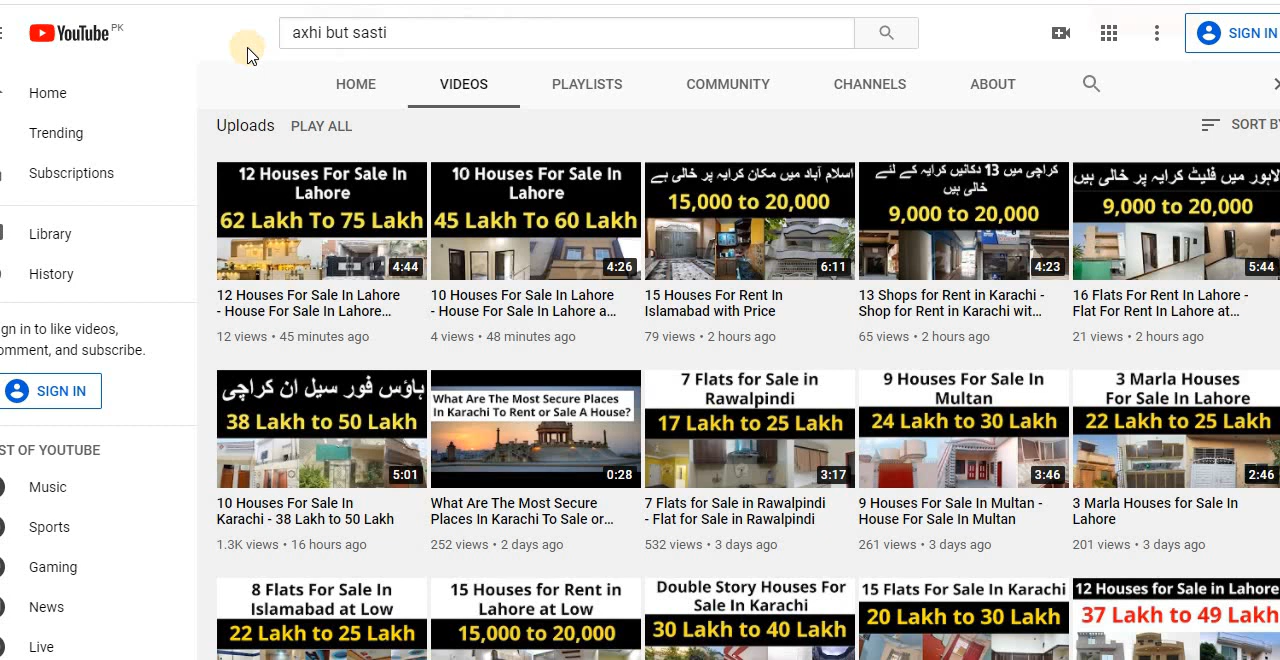 YouTube PK
axhi but sasti
SIGN IN
HOME
VIDEOS
PLAYLISTS
COMMUNITY
CHANNELS
ABOUT
Home
Trending
Subscriptions
Library
History
gn in to like videos,
omment, and subscribe.
SIGN IN
ST OF YOUTUBE
Music
Sports
Gaming
News
Live
Uploads
PLAY ALL
SORT BY
12 Houses For Sale In
Lahore
62 Lakh To 75 Lakh
4:44
12 Houses For Sale In Lahore
- House For Sale In Lahore...
12 views • 45 minutes ago
10 Houses For Sale In
Lahore
45 Lakh To 60 Lakh
4:26
10 Houses For Sale In Lahore
- House For Sale In Lahore a...
4 views • 48 minutes ago
اسلام آباد میں مکان کرایہ پر خالی ہے
15,000 to 20,000
6:11
15 Houses For Rent In
Islamabad with Price
79 views • 2 hours ago
کراچی میں 13 دکانیں کرایہ کے لئے
خالی ہیں
9,000 to 20,000
4:23
13 Shops for Rent in Karachi -
Shop for Rent in Karachi wit...
65 views • 2 hours ago
لاہور میں فلیٹ کرایہ پر خالی ہیں
9,000 to 20,000
5:44
16 Flats For Rent In Lahore -
Flat For Rent In Lahore at...
21 views • 2 hours ago
ہاؤس فور سیل ان کراچی
38 Lakh to 50 Lakh
5:01
10 Houses For Sale In
Karachi - 38 Lakh to 50 Lakh
1.3K views • 16 hours ago
What Are The Most Secure Places
In Karachi To Rent or Sale A House?
0:28
What Are The Most Secure
Places In Karachi To Sale or...
252 views • 2 days ago
7 Flats for Sale in
Rawalpindi
17 Lakh to 25 Lakh
3:17
7 Flats for Sale in Rawalpindi
- Flat for Sale in Rawalpindi
532 views • 3 days ago
9 Houses For Sale In
Multan
24 Lakh to 30 Lakh
3:46
9 Houses For Sale In Multan -
House For Sale In Multan
261 views • 3 days ago
3 Marla Houses
For Sale in Lahore
22 Lakh to 25 Lakh
2:46
3 Marla Houses for Sale In
Lahore
201 views • 3 days ago
8 Flats For Sale in
Islamabad at Low
22 Lakh to 25 Lakh
15 Houses for Rent in
Lahore at Low
15,000 to 20,000
Double Story Houses For
Sale In Karachi
30 Lakh to 40 Lakh
15 Flats For Sale In Karachi
20 Lakh to 30 Lakh
12 Houses for Sale in Lahore
37 Lakh to 49 Lakh